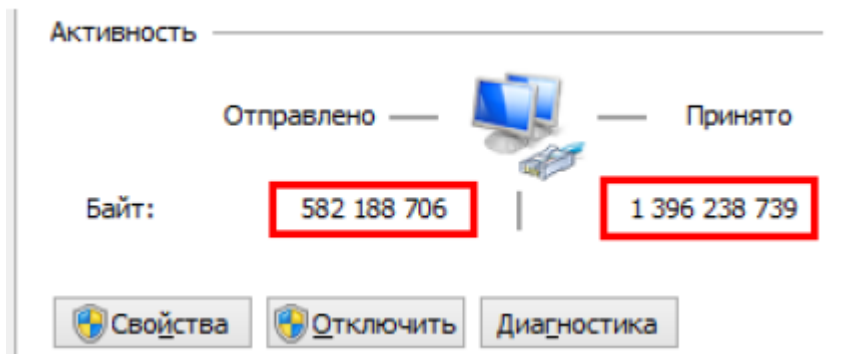 Активность
Отправлено — — Принято
Байт: 582 188 706 | 1 396 238 739
Свойства Отключить Диагностика